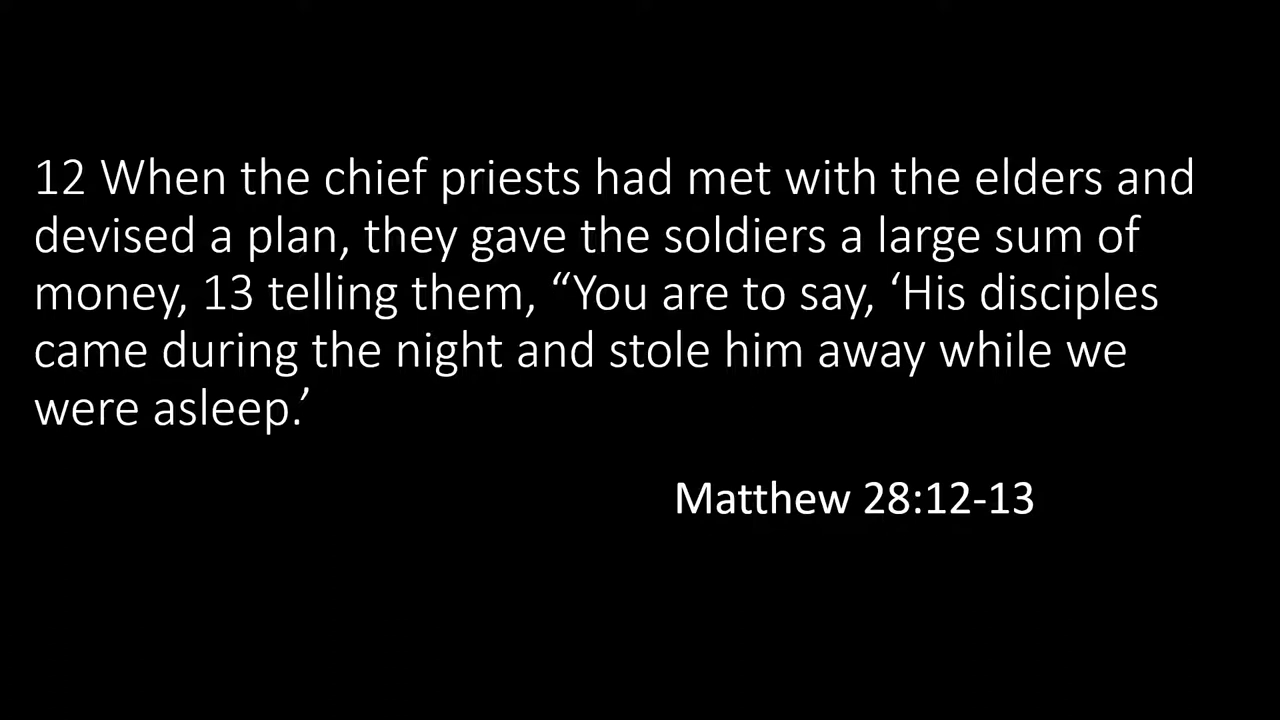 12 When the chief priests had met with the elders and
devised a plan, they gave the soldiers a large sum of
money, 13 telling them, “You are to say, ‘His disciples
came during the night and stole him away while we
were asleep.’
Matthew 28:12-13